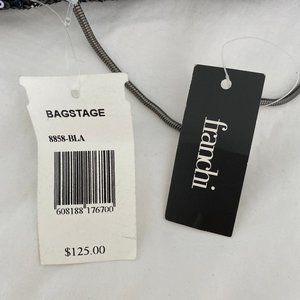 BAGSTAGE
8858-BLA
608188 176700
$125.00
franchi